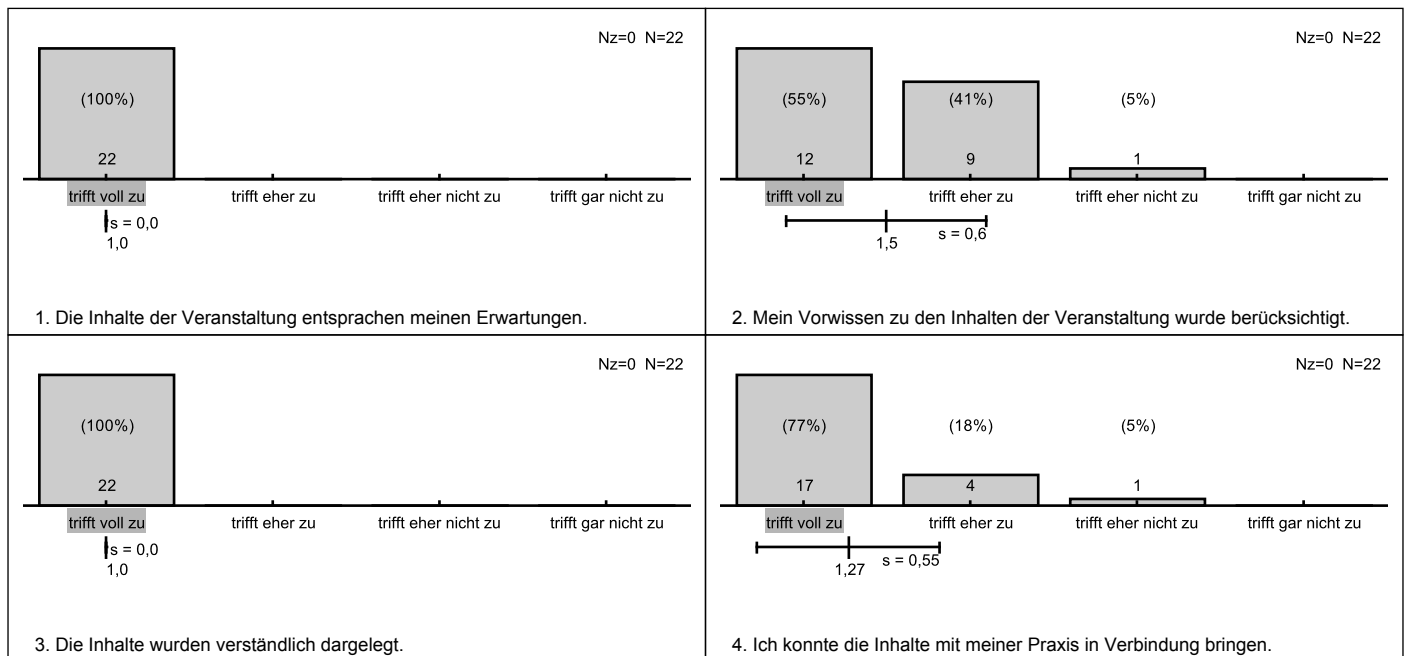 Nz=0 N=22
(100%)
22
trifft voll zu trifft eher zu trifft eher nicht zu trifft gar nicht zu
s = 0,0
1,0
1. Die Inhalte der Veranstaltung entsprachen meinen Erwartungen.
Nz=0 N=22
(55%) (41%) (5%)
12 9 1
trifft voll zu trifft eher zu trifft eher nicht zu trifft gar nicht zu
s = 0,6
1,5
2. Mein Vorwissen zu den Inhalten der Veranstaltung wurde berücksichtigt.
Nz=0 N=22
(100%)
22
trifft voll zu trifft eher zu trifft eher nicht zu trifft gar nicht zu
s = 0,0
1,0
3. Die Inhalte wurden verständlich dargelegt.
Nz=0 N=22
(77%) (18%) (5%)
17 4 1
trifft voll zu trifft eher zu trifft eher nicht zu trifft gar nicht zu
s = 0,55
1,27
4. Ich konnte die Inhalte mit meiner Praxis in Verbindung bringen.